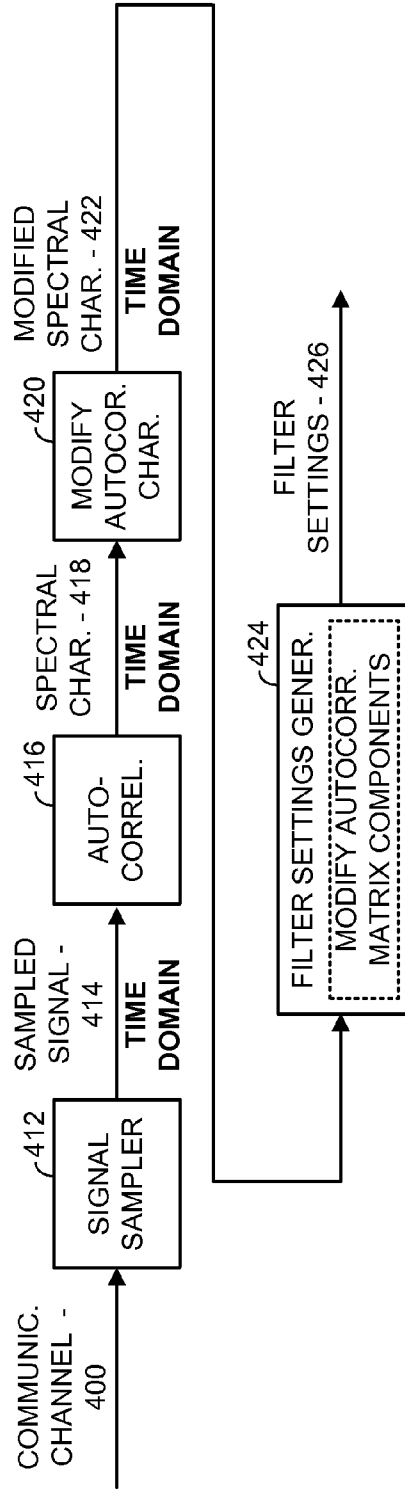 COMMUNIC.
CHANNEL -
400
412
SIGNAL
SAMPLER
SAMPLED
SIGNAL -
414
TIME
DOMAIN
416
AUTO-
CORREL.
SPECTRAL
CHAR. - 418
TIME
DOMAIN
420
MODIFY
AUTOCOR.
CHAR.
MODIFIED
SPECTRAL
CHAR. - 422
TIME
DOMAIN
424
FILTER SETTINGS GENER.
MODIFY AUTOCORR.
MATRIX COMPONENTS
FILTER
SETTINGS - 426